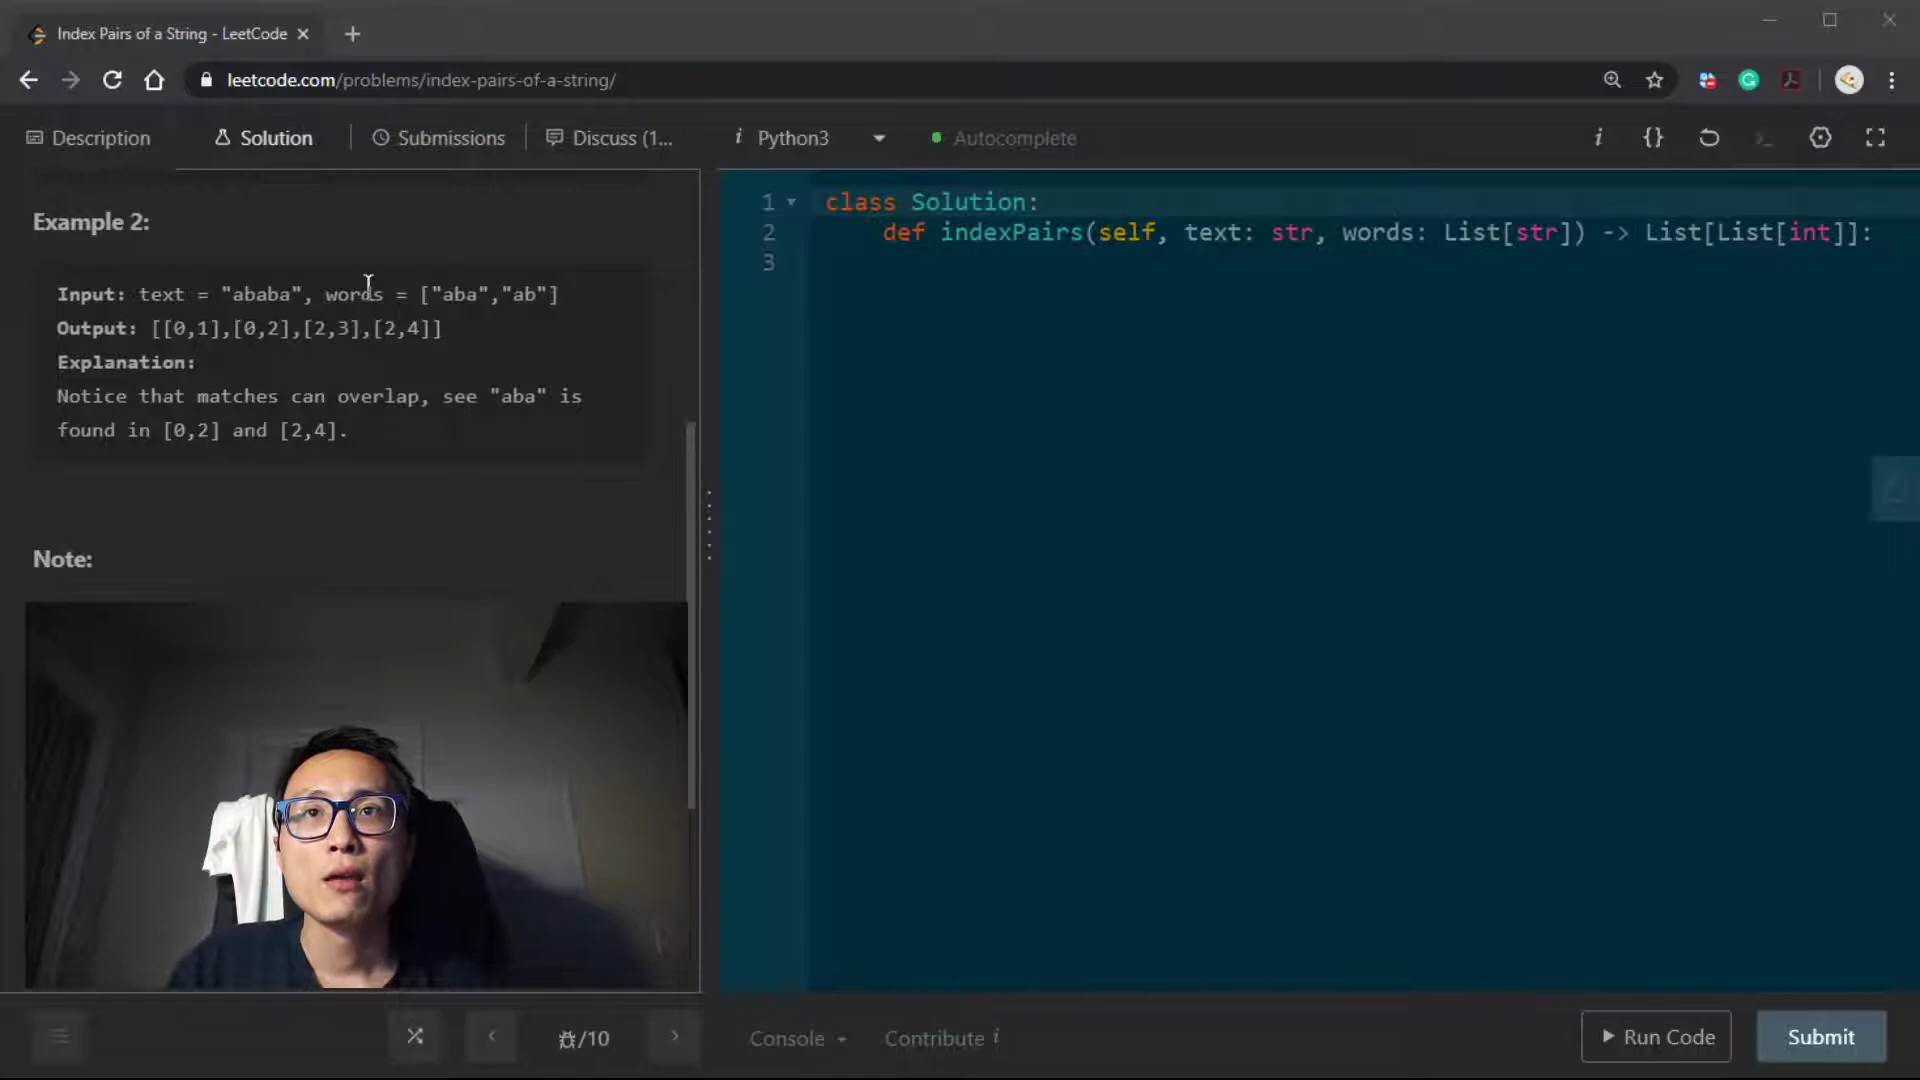 Index Pairs of a String - LeetCode
leetcode.com/problems/index-pairs-of-a-string/
Description
Solution
Submissions
Discuss (1...
i Python3
Autocomplete
Example 2:
Input: text = "ababa", words = ["aba","ab"]
Output: [[0,1],[0,2],[2,3],[2,4]]
Explanation:
Notice that matches can overlap, see "aba" is
found in [0,2] and [2,4].
Note:
1 class Solution:
2 def indexPairs(self, text: str, words: List[str]) -> List[List[int]]:
3
/10
Console
Contribute i
Run Code
Submit